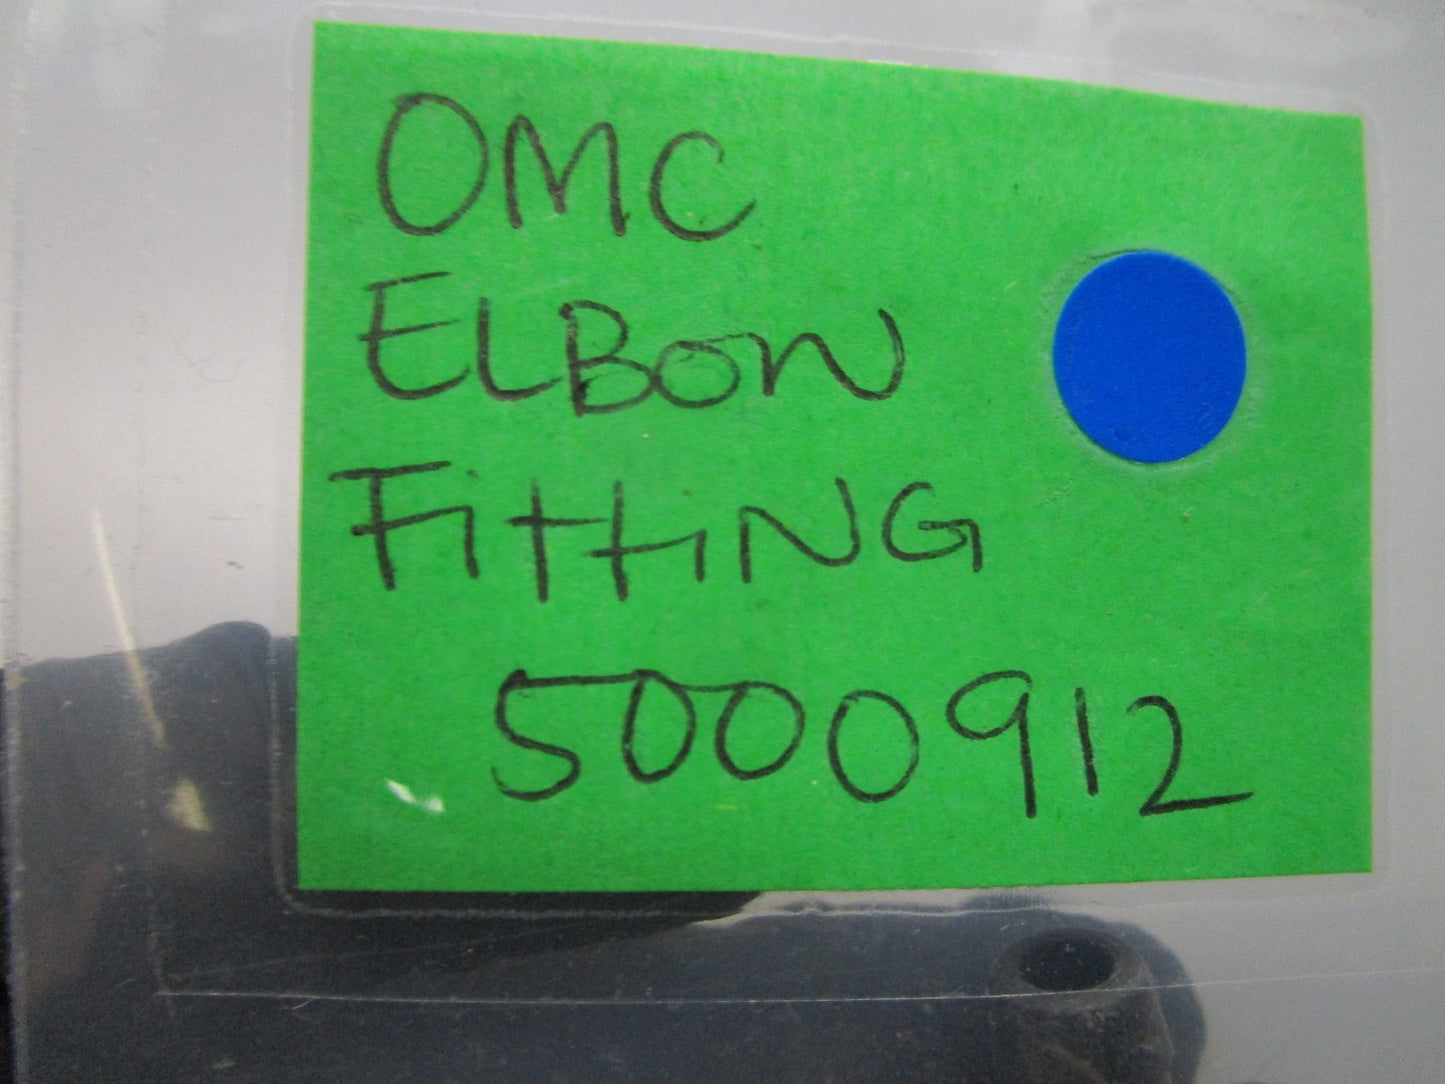 OMC
ELBOW
FittiNG
5000912